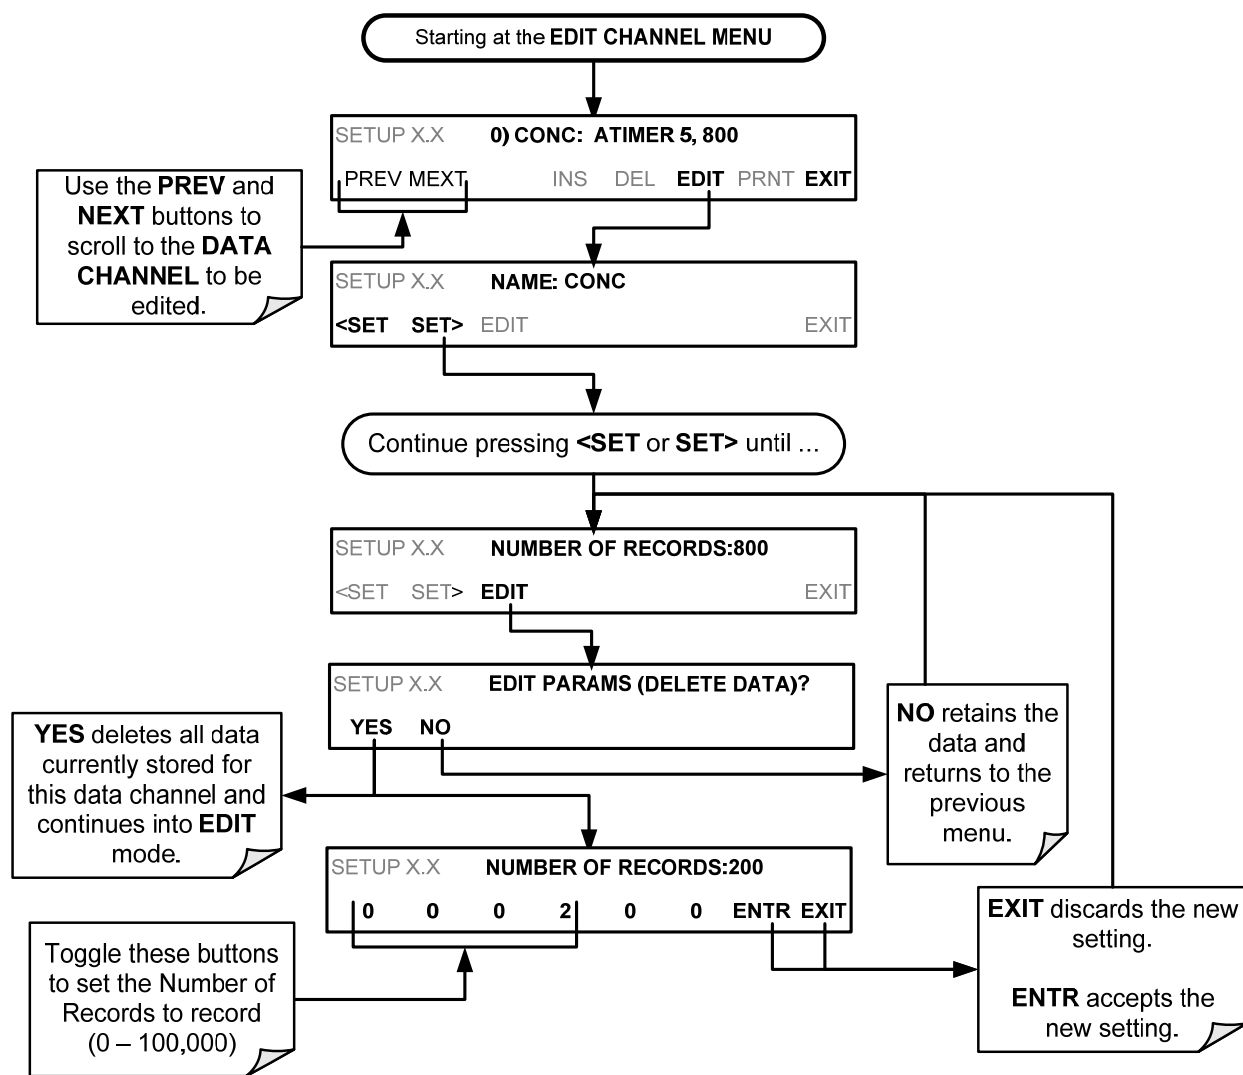 Starting at the EDIT CHANNEL MENU
SETUP X.X 0) CONC: ATIMER 5, 800
PREV MEXT INS DEL EDIT PRNT EXIT
Use the PREV and
NEXT buttons to
scroll to the DATA
CHANNEL to be
edited.
SETUP X.X NAME: CONC
<SET SET> EDIT EXIT
Continue pressing <SET or SET> until ...
SETUP X.X NUMBER OF RECORDS:800
<SET SET> EDIT EXIT
SETUP X.X EDIT PARAMS (DELETE DATA)?
YES NO
YES deletes all data
currently stored for
this data channel and
continues into EDIT
mode.
NO retains the
data and
returns to the
previous
menu.
SETUP X.X NUMBER OF RECORDS:200
0 0 0 2 0 0 ENTR EXIT
Toggle these buttons
to set the Number of
Records to record
(0 – 100,000)
EXIT discards the new
setting.
ENTR accepts the
new setting.